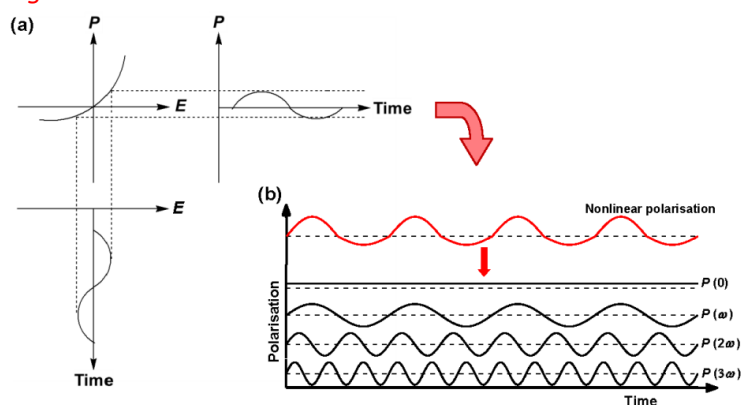 (a)
P
P
E
Time
E
Time
(b)
Nonlinear polarisation
P (0)
P (ω)
P (2ω)
P (3ω)
Polarisation
Time